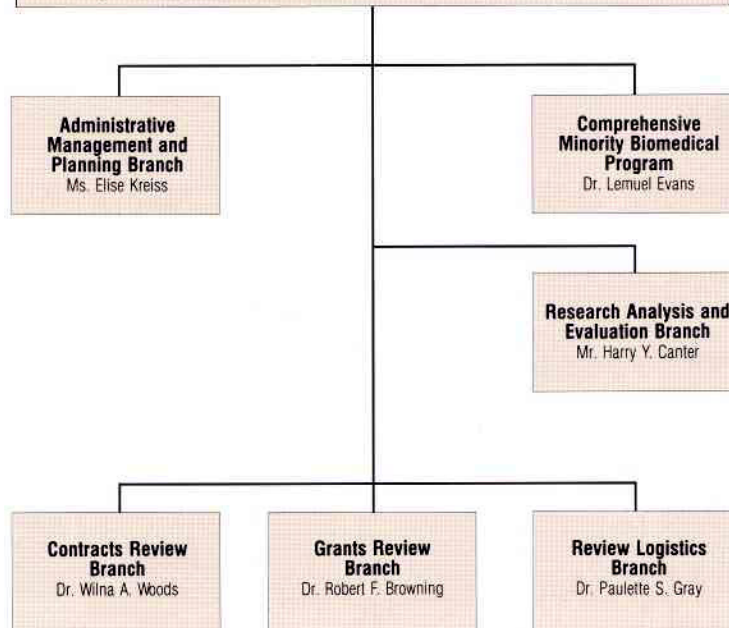 Administrative
Management and
Planning Branch
Ms. Elise Kreiss
Comprehensive
Minority Biomedical
Program
Dr. Lemuel Evans
Research Analysis and
Evaluation Branch
Mr. Harry Y. Canter
Contracts Review
Branch
Dr. Wilna A. Woods
Grants Review
Branch
Dr. Robert F. Browning
Review Logistics
Branch
Dr. Paulette S. Gray